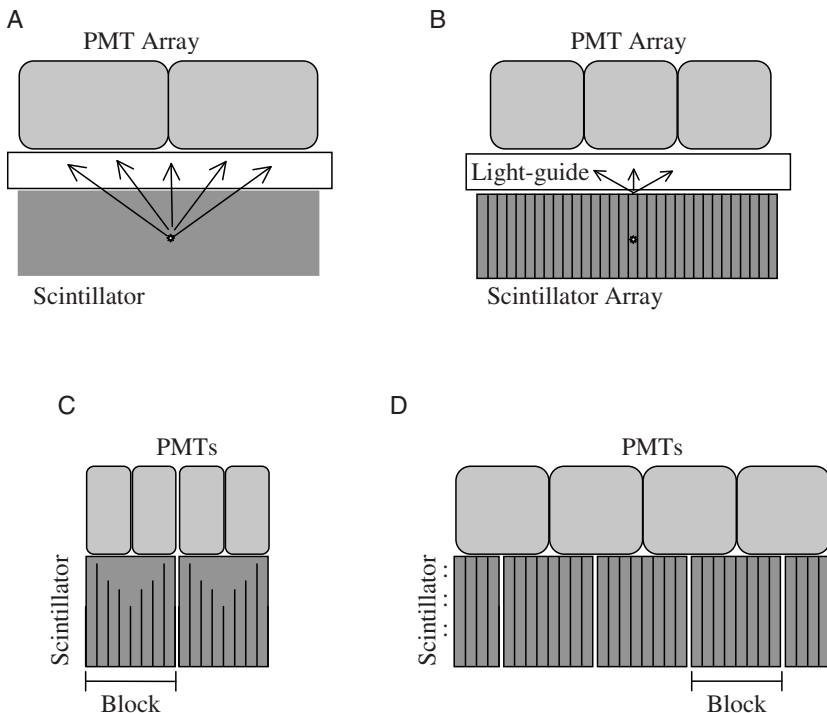 A
PMT Array
Scintillator
B
PMT Array
Light-guide
Scintillator Array
C
PMTs
Scintillator
Block
D
PMTs
Scintillator
Block